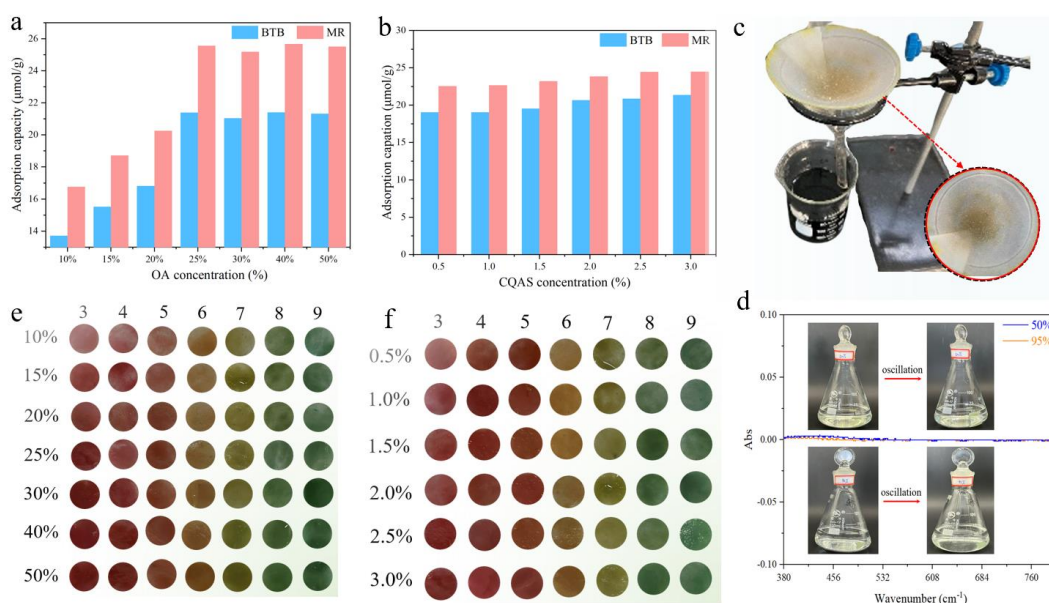 a
BTB MR
Adsorption capacity (μmol/g)
26
24
22
20
18
16
14
10% 15% 20% 25% 30% 40% 50%
OA concentration (%)
b
BTB MR
Adsorption capation (μmol/g)
30
25
20
15
10
5
0
0.5 1.0 1.5 2.0 2.5 3.0
CQAS concentration (%)
c
d
50%
95%
Abs
0.10
0.05
0.00
-0.05
-0.10
oscillation
oscillation
380 456 532 608 684 760
Wavenumber (cm⁻¹)
e
3 4 5 6 7 8 9
10%
15%
20%
25%
30%
40%
50%
f
3 4 5 6 7 8 9
0.5%
1.0%
1.5%
2.0%
2.5%
3.0%